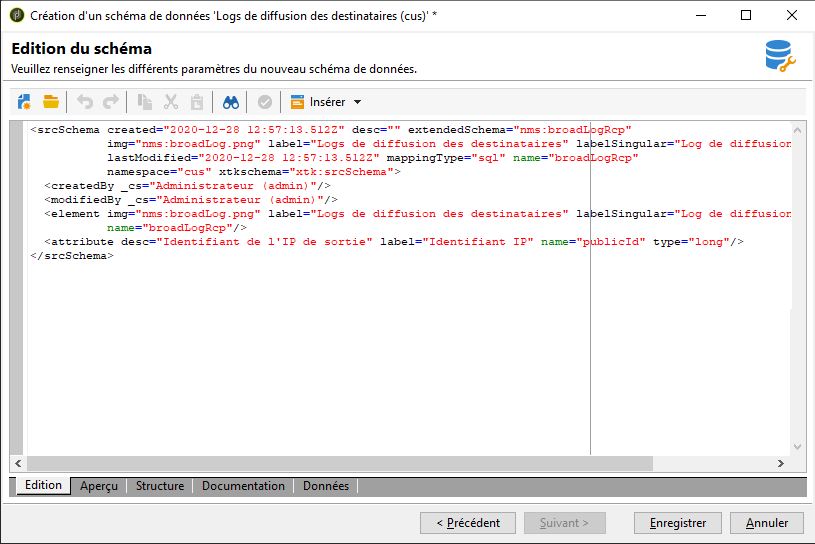 Création d'un schéma de données 'Logs de diffusion des destinataires (cus)' *
Edition du schéma
Veuillez renseigner les différents paramètres du nouveau schéma de données.
Insérer
<srcSchema created="2020-12-28 12:57:13.512Z" desc="" extendedSchema="nms:broadLogRcp"
img="nms:broadLog.png" label="Logs de diffusion des destinataires" labelSingular="Log de diffusion
lastModified="2020-12-28 12:57:13.512Z" mappingType="sql" name="broadLogRcp"
namespace="cus" xtkschema="xtk:srcSchema">
<createdBy _cs="Administrateur (admin)"/>
<modifiedBy _cs="Administrateur (admin)"/>
<element img="nms:broadLog.png" label="Logs de diffusion des destinataires" labelSingular="Log de diffusion
name="broadLogRcp"/>
<attribute desc="Identifiant de l'IP de sortie" label="Identifiant IP" name="publicId" type="long"/>
</srcSchema>
Edition Aperçu Structure Documentation Données
< Précédent Suivant > Enregistrer Annuler